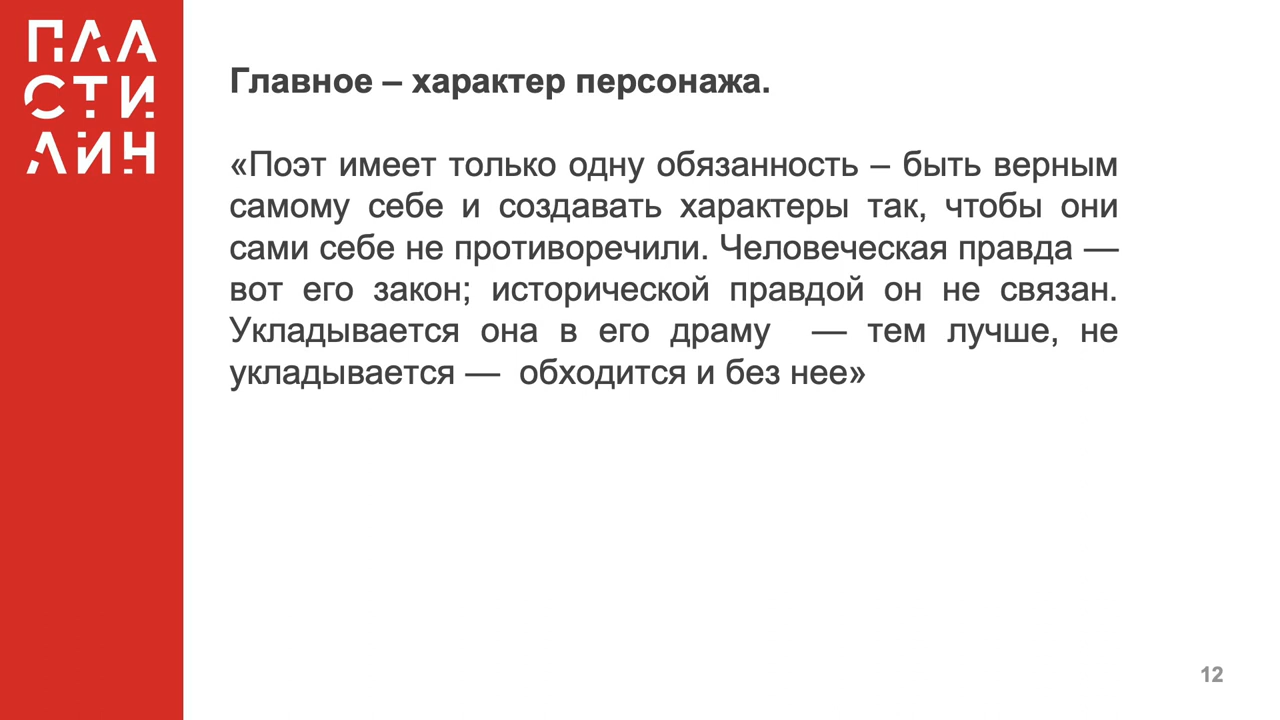 ПЛА
СТИ
ЛИН
Главное – характер персонажа.
«Поэт имеет только одну обязанность – быть верным
самому себе и создавать характеры так, чтобы они
сами себе не противоречили. Человеческая правда —
вот его закон; исторической правдой он не связан.
Укладывается она в его драму — тем лучше, не
укладывается — обходится и без нее»
12